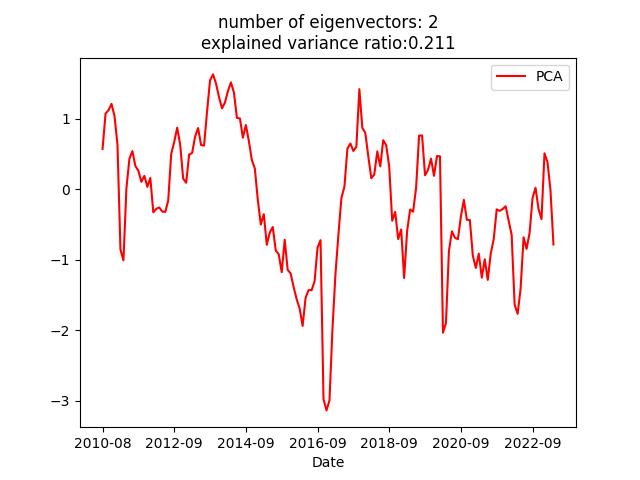 number of eigenvectors: 2
explained variance ratio:0.211
PCA
1
0
−1
−2
−3
2010-08 2012-09 2014-09 2016-09 2018-09 2020-09 2022-09
Date